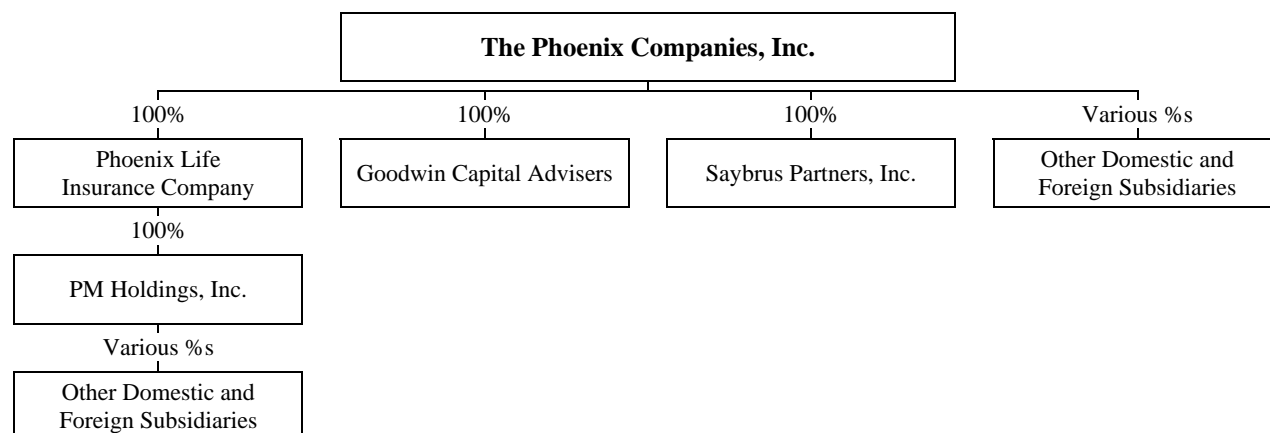 The Phoenix Companies, Inc.
100%
100%
100%
Various %s
Phoenix Life
Insurance Company
Goodwin Capital Advisers
Saybrus Partners, Inc.
Other Domestic and
Foreign Subsidiaries
100%
PM Holdings, Inc.
Various %s
Other Domestic and
Foreign Subsidiaries